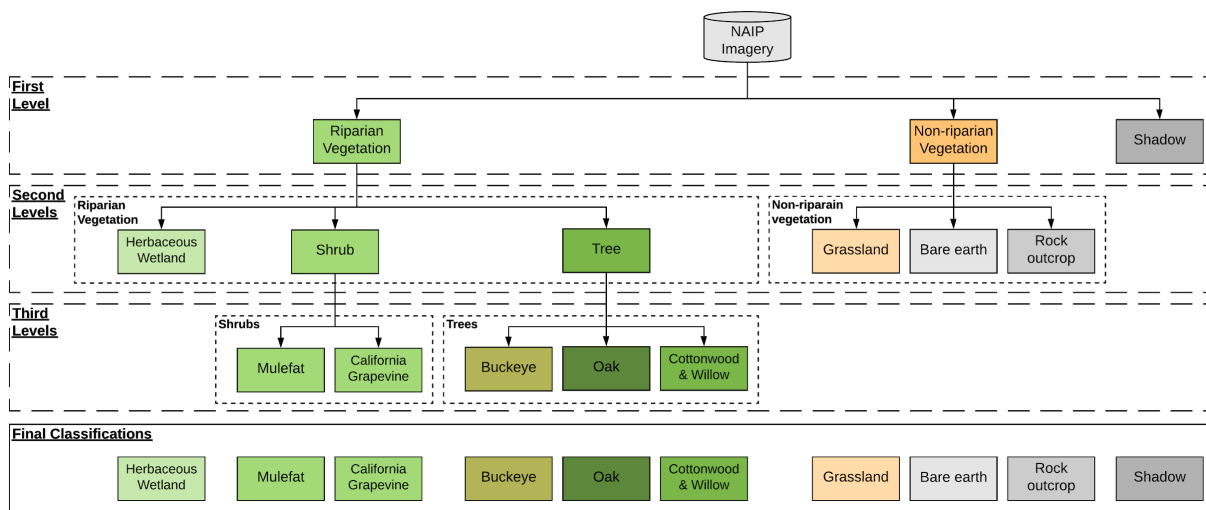 NAIP
Imagery
First
Level
Riparian
Vegetation
Non-riparian
Vegetation
Shadow
Second
Levels
Riparian
Vegetation
Non-riparain
vegetation
Herbaceous
Wetland
Shrub
Tree
Grassland
Bare earth
Rock
outcrop
Third
Levels
Shrubs
Trees
Mulefat
California
Grapevine
Buckeye
Oak
Cottonwood
& Willow
Final Classifications
Herbaceous
Wetland
Mulefat
California
Grapevine
Buckeye
Oak
Cottonwood
& Willow
Grassland
Bare earth
Rock
outcrop
Shadow